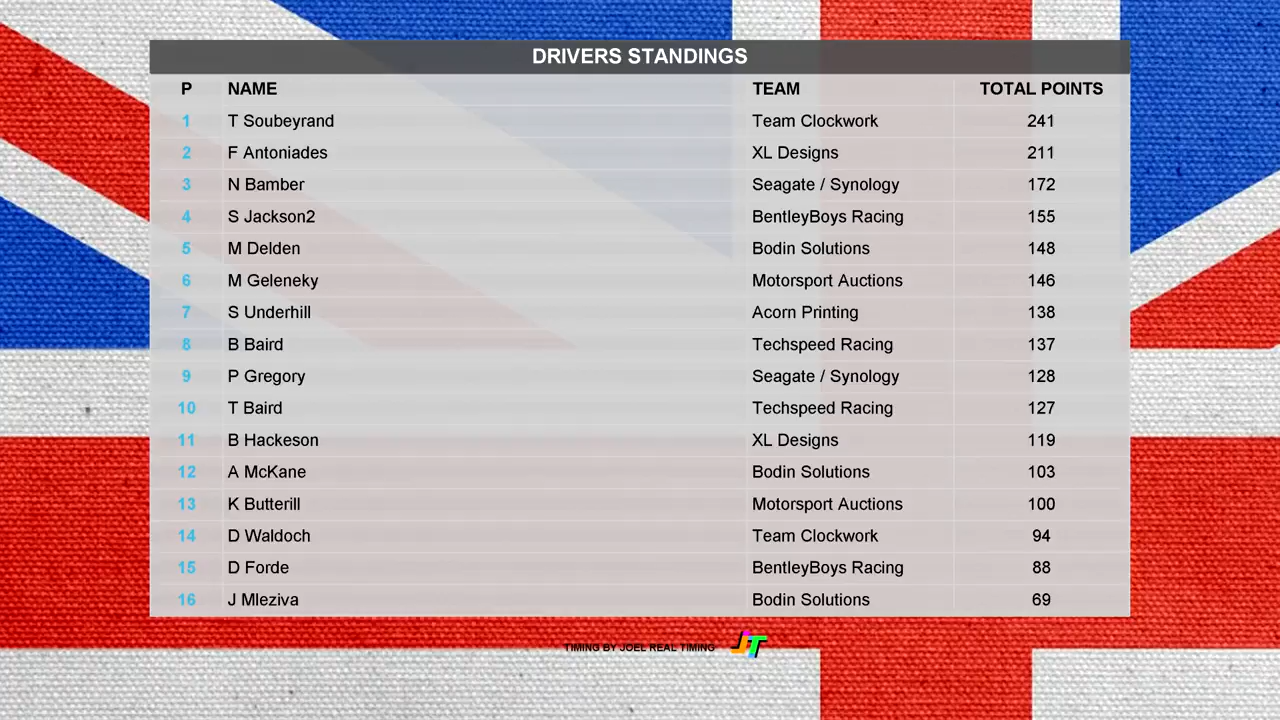 DRIVERS STANDINGS
P NAME TEAM TOTAL POINTS
1 T Soubeyrand Team Clockwork 241
2 F Antoniades XL Designs 211
3 N Bamber Seagate / Synology 172
4 S Jackson2 BentleyBoys Racing 155
5 M Delden Bodin Solutions 148
6 M Geleneky Motorsport Auctions 146
7 S Underhill Acorn Printing 138
8 B Baird Techspeed Racing 137
9 P Gregory Seagate / Synology 128
10 T Baird Techspeed Racing 127
11 B Hackeson XL Designs 119
12 A McKane Bodin Solutions 103
13 K Butterill Motorsport Auctions 100
14 D Waldoch Team Clockwork 94
15 D Forde BentleyBoys Racing 88
16 J Mleziva Bodin Solutions 69
TIMING BY JOEL REAL TIMING JT